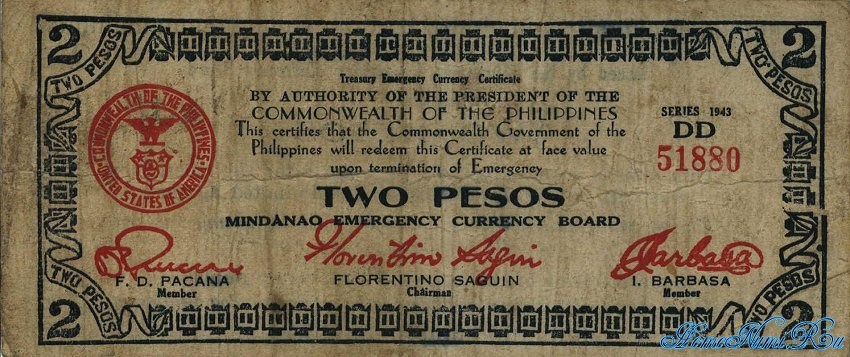 2 TWO PESOS TWO PESOS 2
Treasury Emergency Currency Certificate
BY AUTHORITY OF THE PRESIDENT OF THE
COMMONWEALTH OF THE PHILIPPINES
This certifies that the Commonwealth Government of the
Philippines will redeem this Certificate at face value
upon termination of Emergency
SERIES 1943
DD
51880
COMMONWEALTH OF THE PHILIPPINES
UNITED STATES OF AMERICA
TWO PESOS
MINDANAO EMERGENCY CURRENCY BOARD
Florentino Saguin
F. D. PACANA
Member
FLORENTINO SAGUIN
Chairman
I. BARBASA
Member
2 TWO PESOS TWO PESOS 2